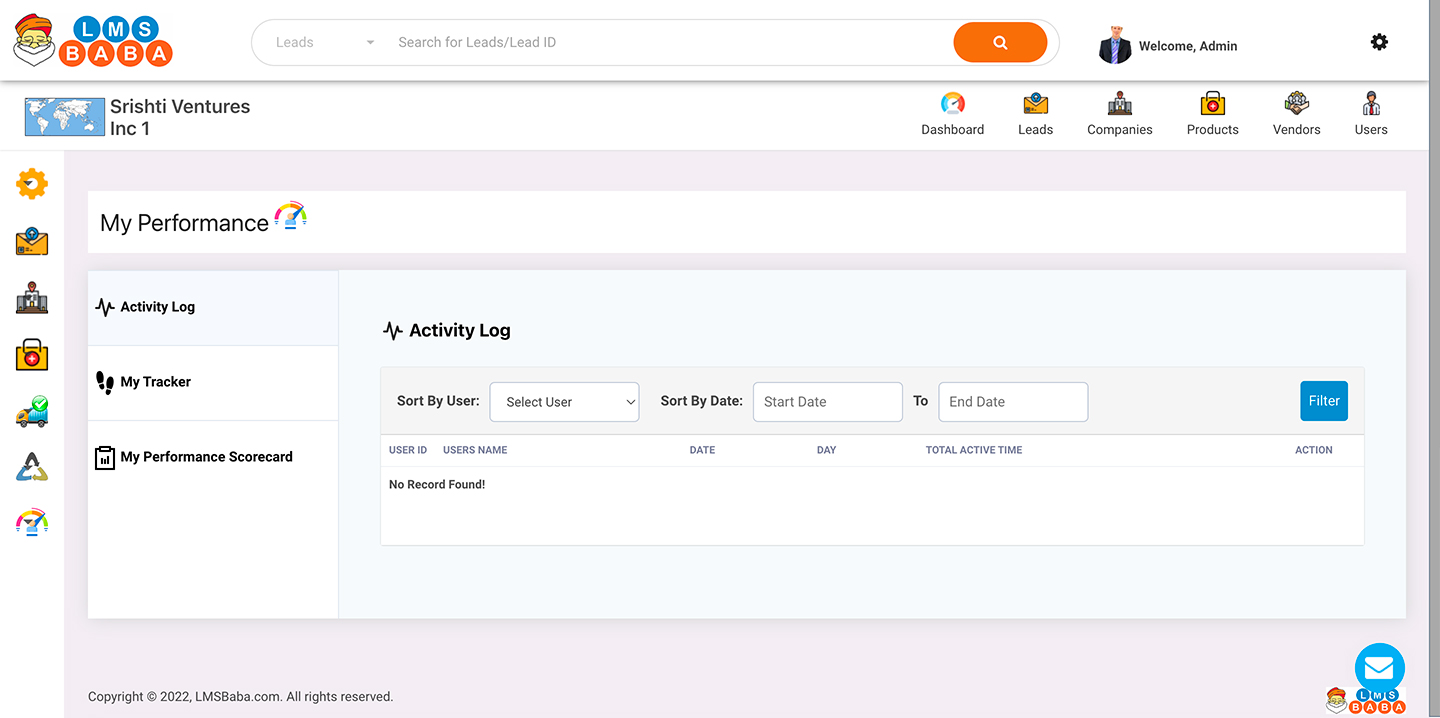 LMS
BABA
Leads
Search for Leads/Lead ID
Welcome, Admin
Srishti Ventures
Inc 1
Dashboard
Leads
Companies
Products
Vendors
Users
My Performance
Activity Log
My Tracker
My Performance Scorecard
Activity Log
Sort By User:
Select User
Sort By Date:
Start Date
To
End Date
Filter
USER ID
USERS NAME
DATE
DAY
TOTAL ACTIVE TIME
ACTION
No Record Found!
Copyright © 2022, LMSBaba.com. All rights reserved.
LMS
BABA